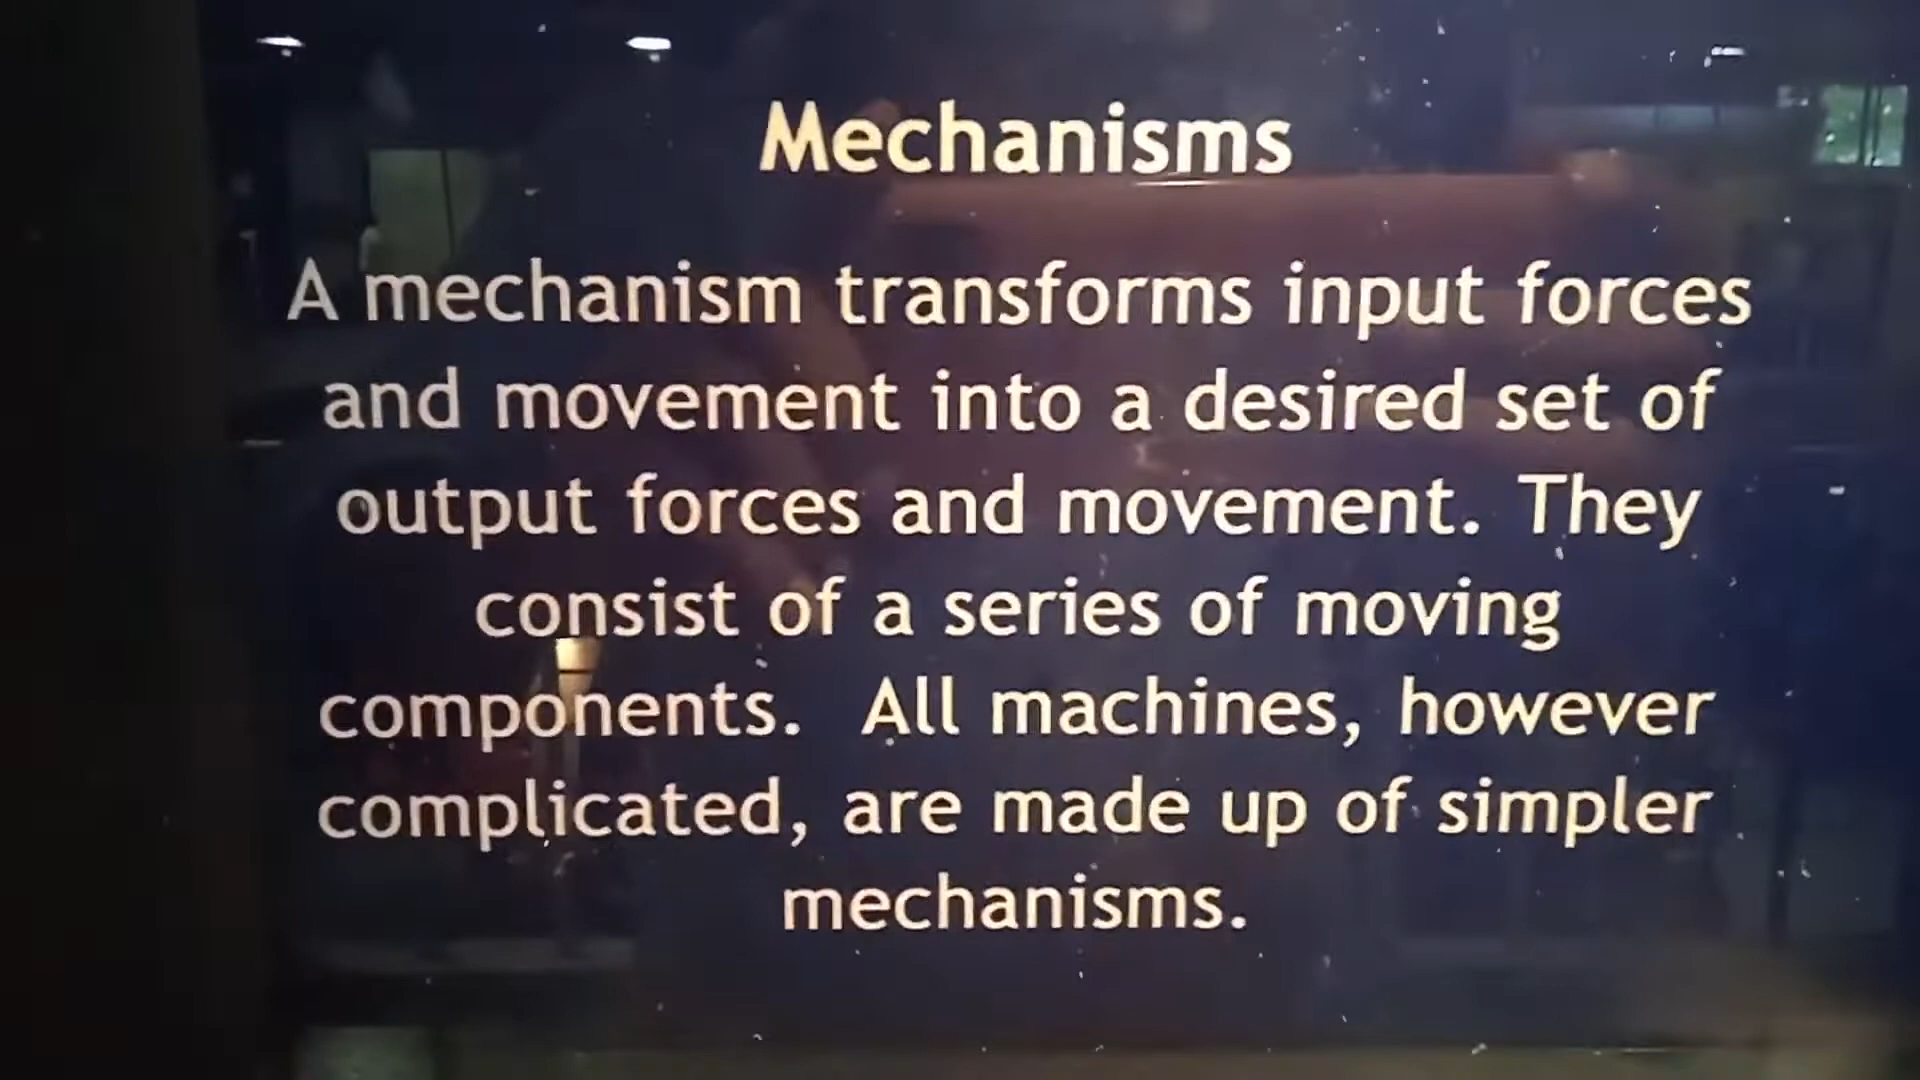 Mechanisms
A mechanism transforms input forces
and movement into a desired set of
output forces and movement. They
consist of a series of moving
components. All machines, however
complicated, are made up of simpler
mechanisms.